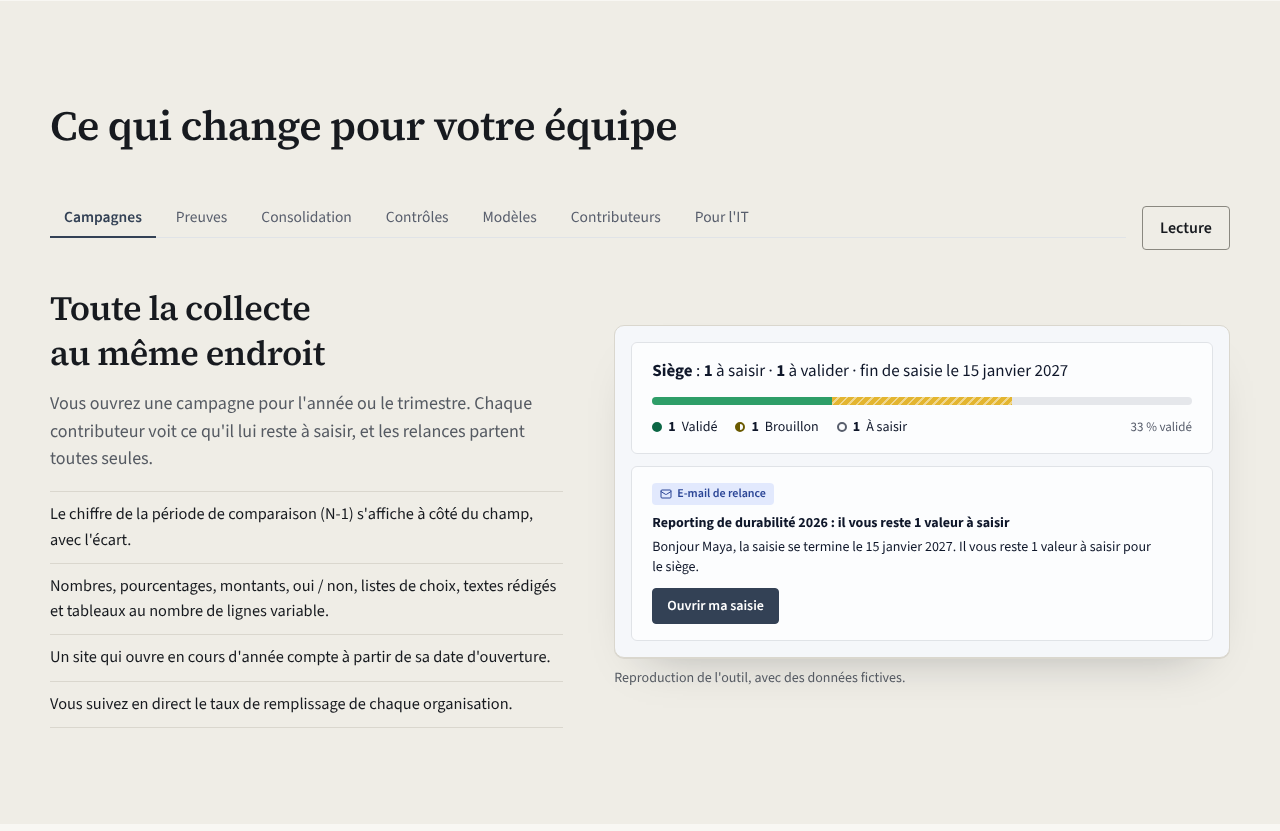 Ce qui change pour votre équipe
Campagnes
Preuves
Consolidation
Contrôles
Modèles
Contributeurs
Pour l'IT
Lecture
Toute la collecte
au même endroit
Vous ouvrez une campagne pour l'année ou le trimestre. Chaque
contributeur voit ce qu'il lui reste à saisir, et les relances partent
toutes seules.
Le chiffre de la période de comparaison (N-1) s'affiche à côté du champ,
avec l'écart.
Nombres, pourcentages, montants, oui / non, listes de choix, textes rédigés
et tableaux au nombre de lignes variable.
Un site qui ouvre en cours d'année compte à partir de sa date d'ouverture.
Vous suivez en direct le taux de remplissage de chaque organisation.
Siège : 1 à saisir · 1 à valider · fin de saisie le 15 janvier 2027
1 Validé
1 Brouillon
1 À saisir
33 % validé
E-mail de relance
Reporting de durabilité 2026 : il vous reste 1 valeur à saisir
Bonjour Maya, la saisie se termine le 15 janvier 2027. Il vous reste 1 valeur à saisir pour
le siège.
Ouvrir ma saisie
Reproduction de l'outil, avec des données fictives.